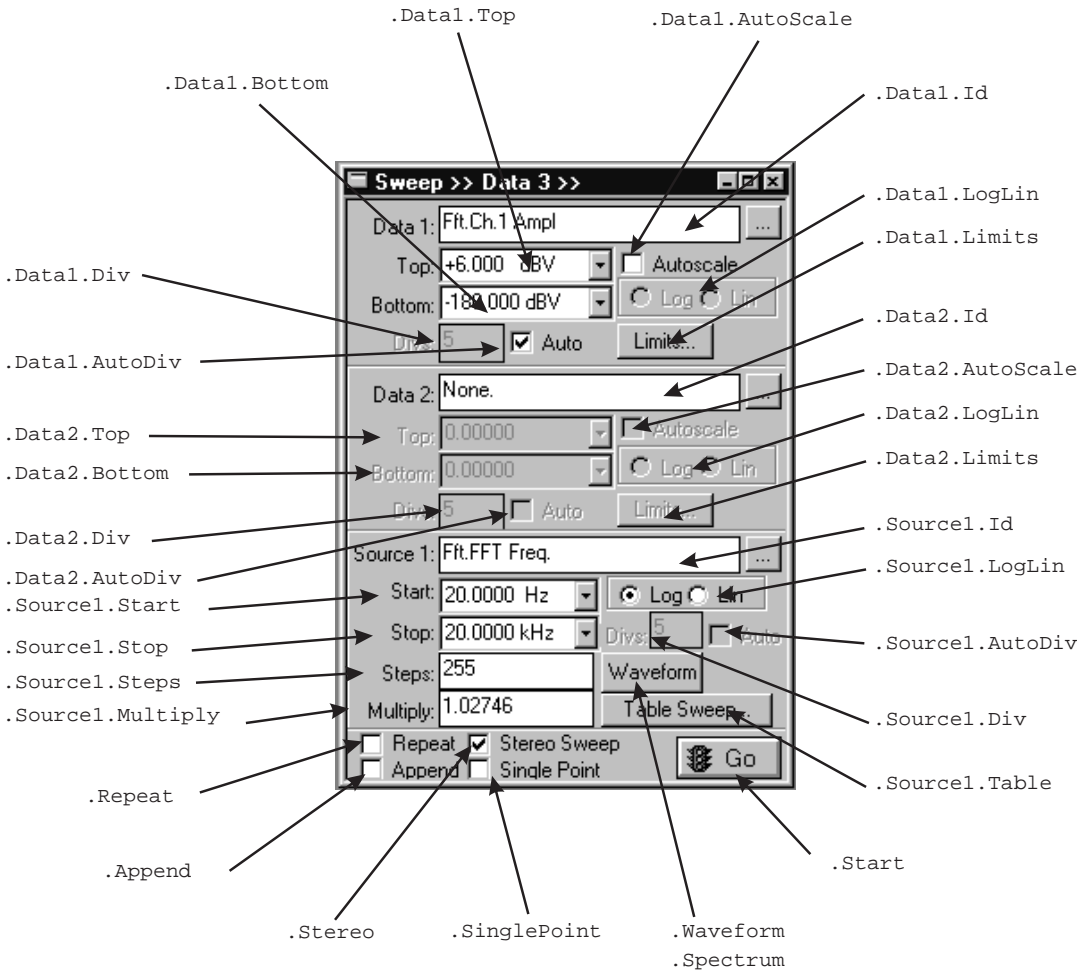 .Data1.Top
.Data1.AutoScale
.Data1.Bottom
.Data1.Id
Sweep >> Data 3 >>
.Data1.LogLin
Data 1: Fft.Ch.1 Ampl ...
.Data1.Limits
Top: +6.000 dBV Autoscale
.Data1.Div
Bottom: -180.000 dBV Log Lin
.Data2.Id
Divs: 5 Auto Limits...
.Data1.AutoDiv
.Data2.AutoScale
Data 2: None. ...
.Data2.LogLin
.Data2.Top
Top: 0.00000 Autoscale
.Data2.Limits
.Data2.Bottom
Bottom: 0.00000 Log Lin
Divs: 5 Auto Limits...
.Source1.Id
.Data2.Div
Source 1: Fft.FFT Freq. ...
.Source1.LogLin
.Data2.AutoDiv
Start: 20.0000 Hz Log Lin
.Source1.Start
Stop: 20.0000 kHz Divs: 5 Auto
.Source1.AutoDiv
.Source1.Stop
Steps: 255 Waveform
.Source1.Steps
Multiply: 1.02746 Table Sweep...
.Source1.Multiply
.Source1.Div
Repeat Stereo Sweep
Go
Append Single Point
.Source1.Table
.Repeat
.Append
.Start
.Stereo
.SinglePoint
.Waveform
.Spectrum